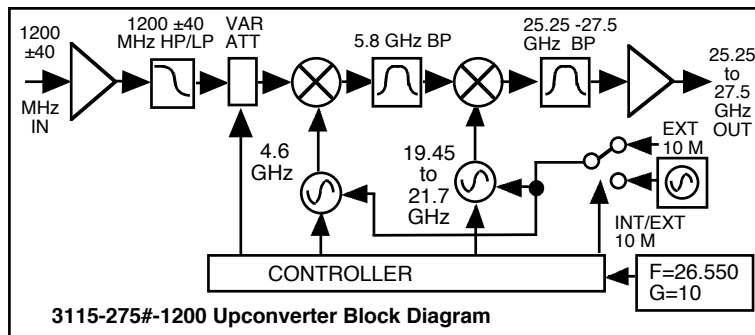 1200
±40
MHz
IN
1200 ±40
MHz HP/LP
VAR
ATT
5.8 GHz BP
25.25 -27.5
GHz BP
25.25
to
27.5
GHz
OUT
4.6
GHz
19.45
to
21.7
GHz
EXT
10 M
INT/EXT
10 M
CONTROLLER
F=26.550
G=10
3115-275#-1200 Upconverter Block Diagram